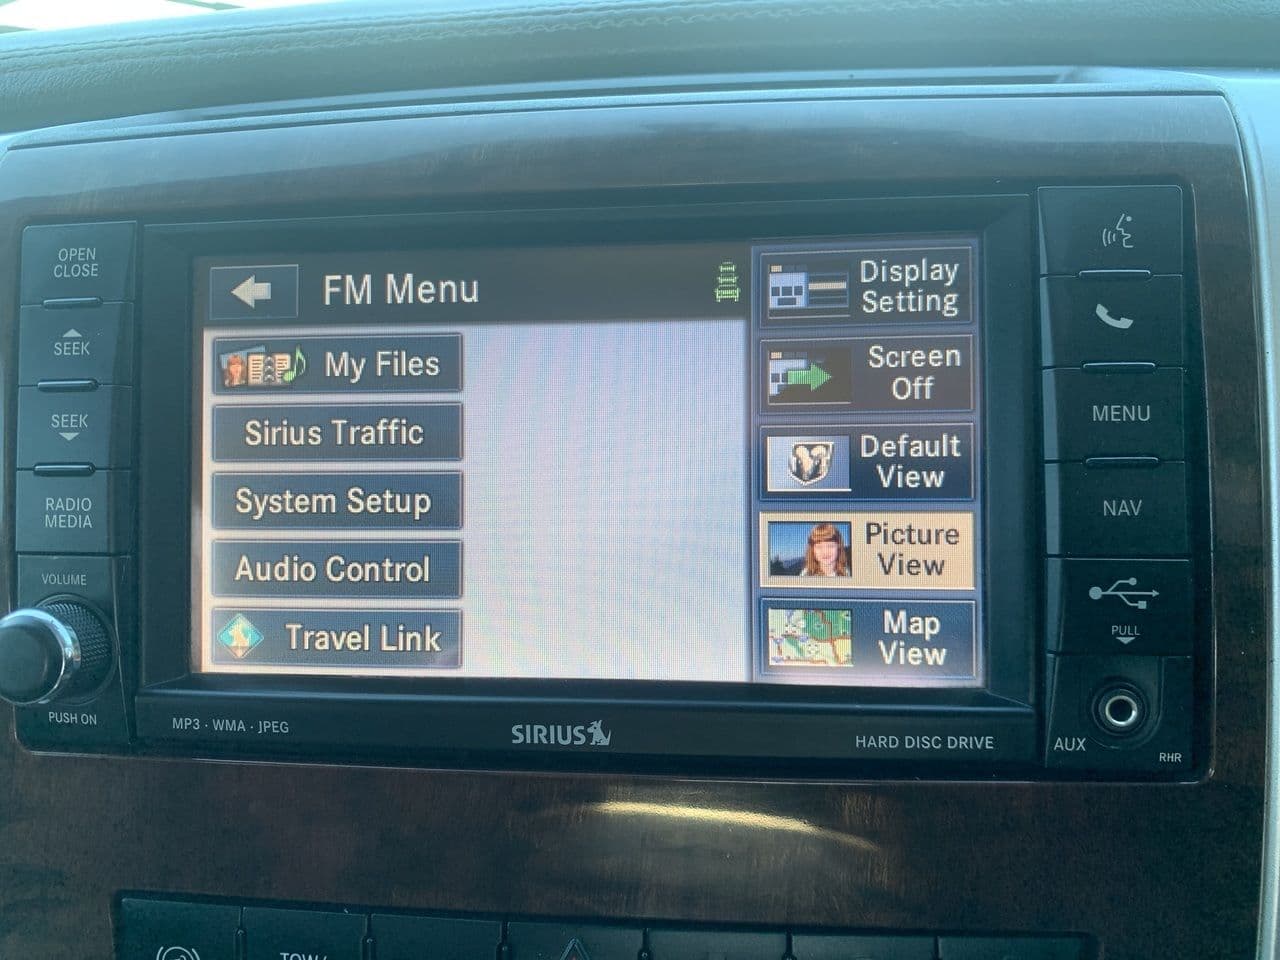 OPEN
CLOSE
SEEK
SEEK
RADIO
MEDIA
VOLUME
PUSH ON
FM Menu
My Files
Sirius Traffic
System Setup
Audio Control
Travel Link
Display
Setting
Screen
Off
Default
View
Picture
View
Map
View
MENU
NAV
PULL
AUX
RHR
MP3 · WMA · JPEG
SIRIUS
HARD DISC DRIVE
TOW/